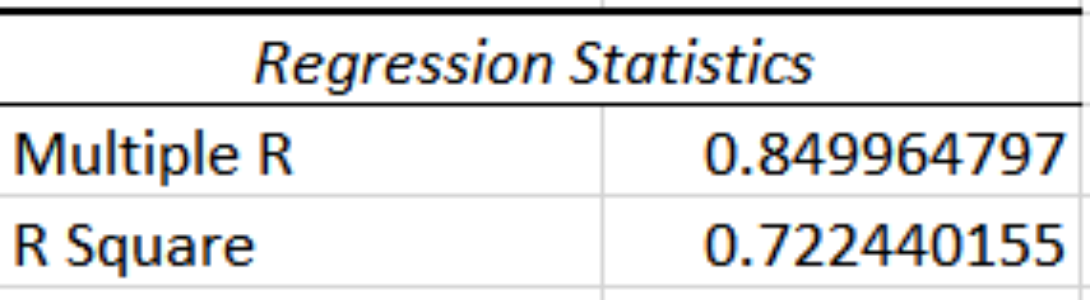 Regression Statistics
Multiple R 0.849964797
R Square 0.722440155